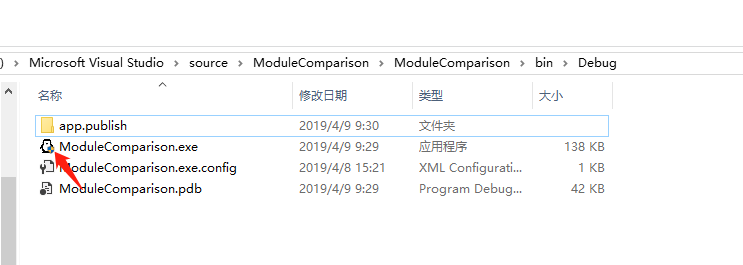 ) Microsoft Visual Studio > source > ModuleComparison > ModuleComparison > bin > Debug
名称 修改日期 类型 大小
app.publish 2019/4/9 9:30 文件夹
ModuleComparison.exe 2019/4/9 9:29 应用程序 138 KB
ModuleComparison.exe.config 2019/4/8 15:21 XML Configurati... 1 KB
ModuleComparison.pdb 2019/4/9 9:29 Program Debug... 42 KB